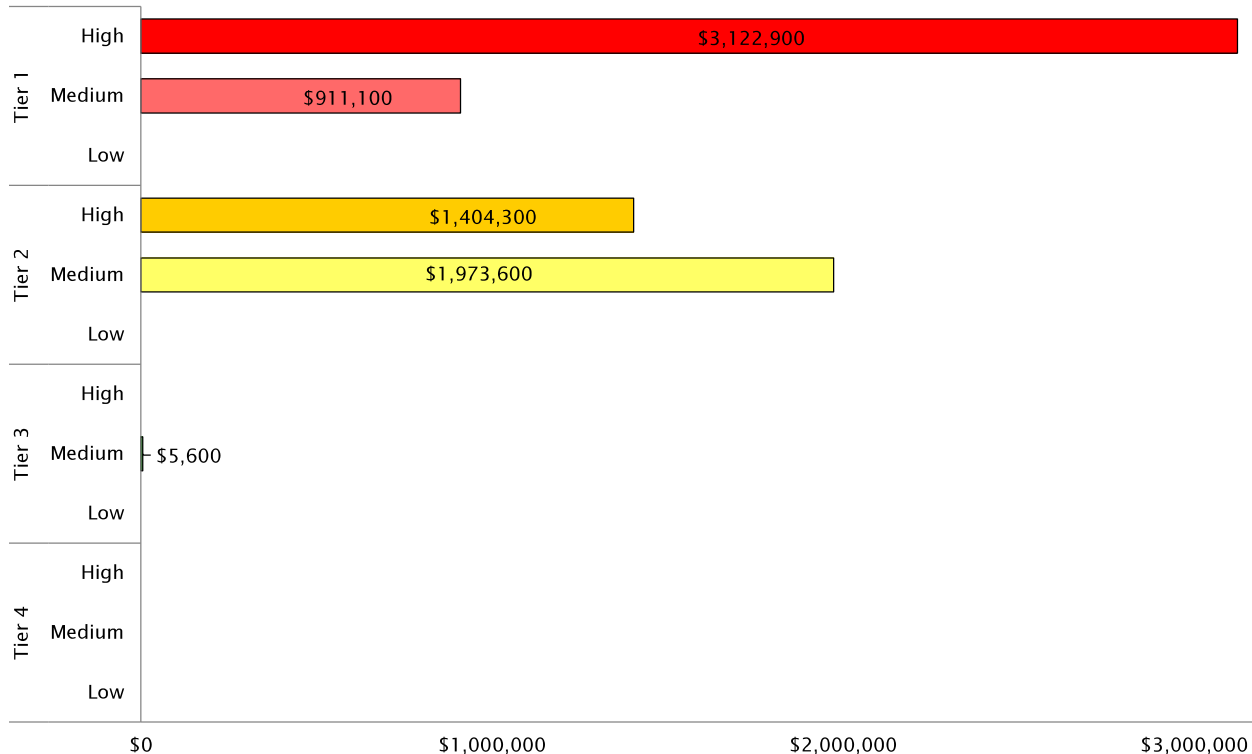 Tier 1
High
$3,122,900
Medium
$911,100
Low
Tier 2
High
$1,404,300
Medium
$1,973,600
Low
Tier 3
High
Medium
$5,600
Low
Tier 4
High
Medium
Low
$0 $1,000,000 $2,000,000 $3,000,000